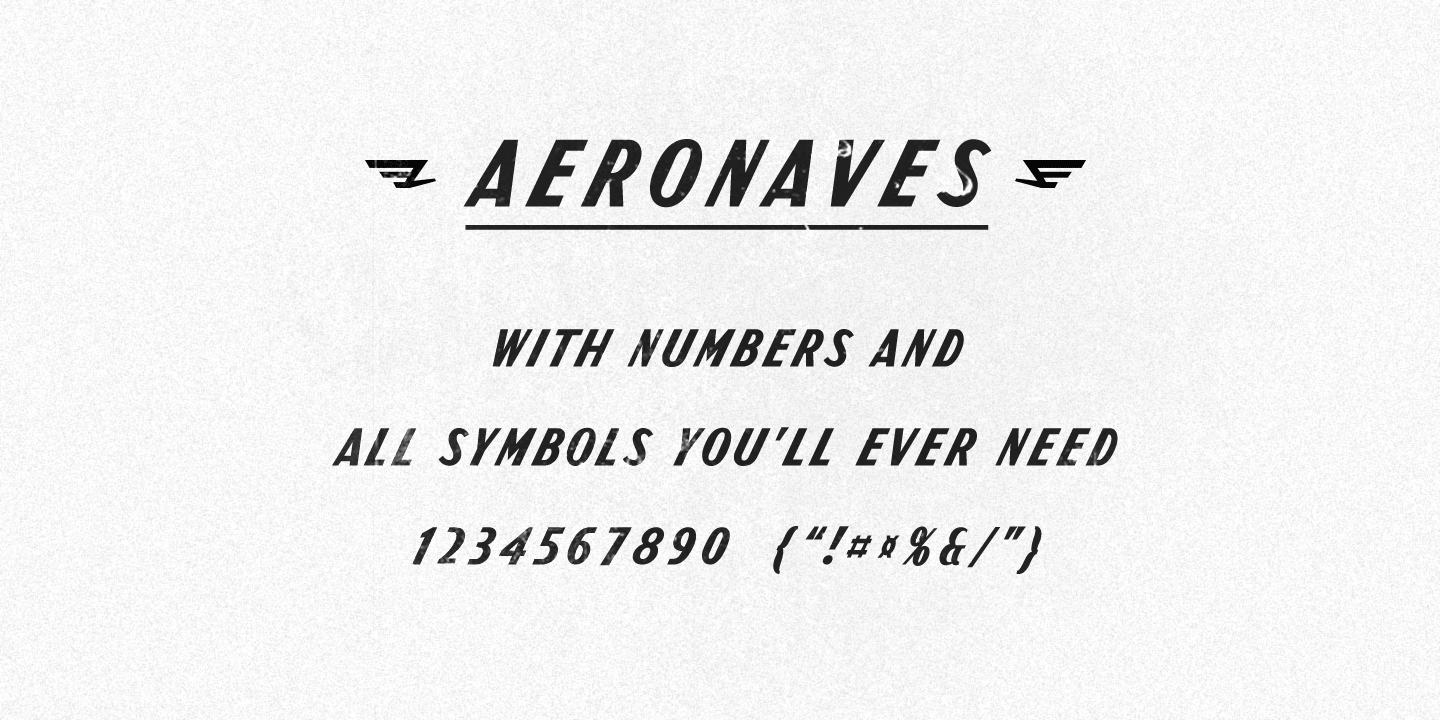 AERONAVES
WITH NUMBERS AND
ALL SYMBOLS YOU’LL EVER NEED
1234567890 {“!#¤%&/”}